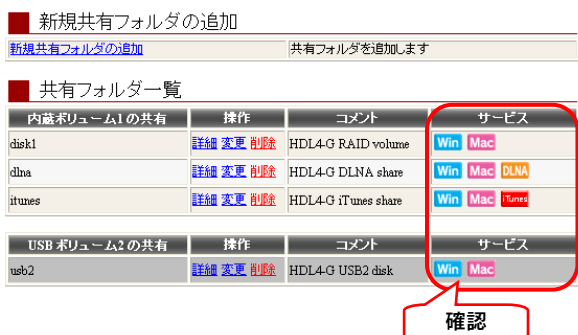 新規共有フォルダの追加
新規共有フォルダの追加 共有フォルダを追加します
共有フォルダ一覧
内蔵ボリューム1の共有 操作 コメント サービス
disk1 詳細 変更 削除 HDL4-G RAID volume Win Mac
dlna 詳細 変更 削除 HDL4-G DLNA share Win Mac DLNA
itunes 詳細 変更 削除 HDL4-G iTunes share Win Mac iTunes
USB ボリューム2の共有 操作 コメント サービス
usb2 詳細 変更 削除 HDL4-G USB2 disk Win Mac
確認